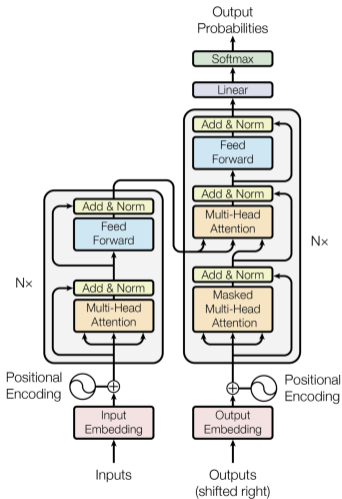 Output
Probabilities
Softmax
Linear
Add & Norm
Feed
Forward
Add & Norm
Multi-Head
Attention
Add & Norm
Masked
Multi-Head
Attention
N×
Add & Norm
Feed
Forward
Add & Norm
Multi-Head
Attention
N×
Positional
Encoding
Positional
Encoding
Input
Embedding
Output
Embedding
Inputs
Outputs
(shifted right)